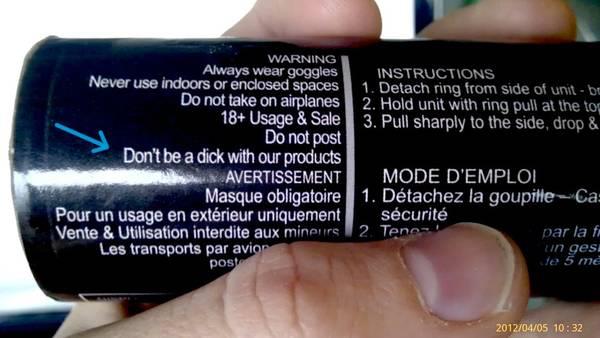 WARNING
Always wear goggles
Never use indoors or enclosed spaces
Do not take on airplanes
18+ Usage & Sale
Do not post
Don't be a dick with our products
AVERTISSEMENT
Masque obligatoire
Pour un usage en extérieur uniquement
Vente & Utilisation interdite aux mineurs
Les transports par avion
INSTRUCTIONS
1. Detach ring from side of unit -
2. Hold unit with ring pull at the top
3. Pull sharply to the side, drop &
MODE D'EMPLOI
1. Détachez la goupille –
sécurité
2. par la
de 5
2012/04/05 10:32